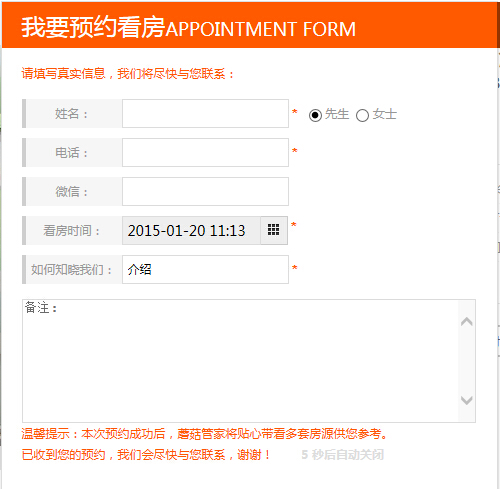 我要预约看房APPOINTMENT FORM
请填写真实信息，我们将尽快与您联系：
姓名： * 先生 女士
电话： *
微信：
看房时间： 2015-01-20 11:13 *
如何知晓我们： 介绍 *
备注：
温馨提示：本次预约成功后，蘑菇管家将贴心带看多套房源供您参考。
已收到您的预约，我们会尽快与您联系，谢谢！ 5 秒后自动关闭